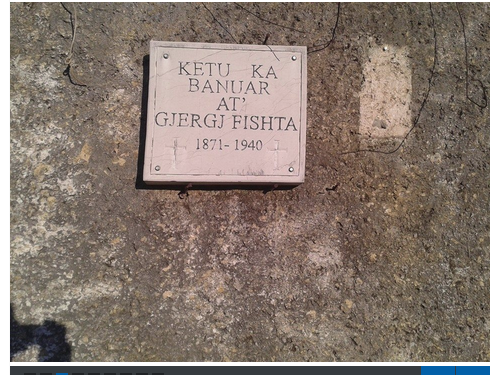 KETU KA
BANUAR
AT'
GJERGJ FISHTA
1871-1940